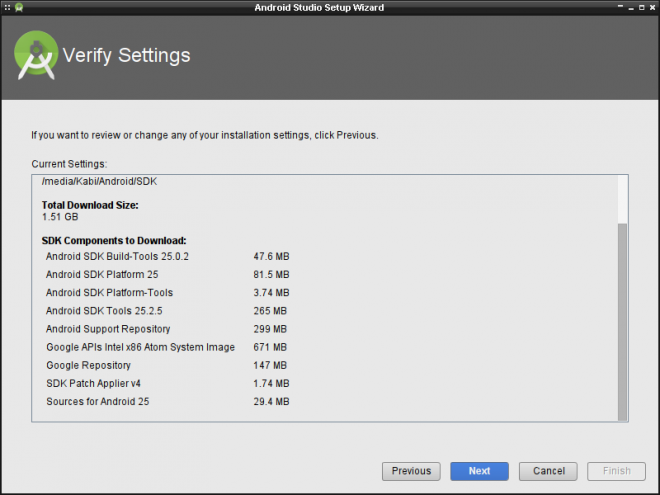 Android Studio Setup Wizard
Verify Settings
If you want to review or change any of your installation settings, click Previous.
Current Settings:
/media/Kabi/Android/SDK
Total Download Size:
1.51 GB
SDK Components to Download:
Android SDK Build-Tools 25.0.2 47.6 MB
Android SDK Platform 25 81.5 MB
Android SDK Platform-Tools 3.74 MB
Android SDK Tools 25.2.5 265 MB
Android Support Repository 299 MB
Google APIs Intel x86 Atom System Image 671 MB
Google Repository 147 MB
SDK Patch Applier v4 1.74 MB
Sources for Android 25 29.4 MB
Previous Next Cancel Finish